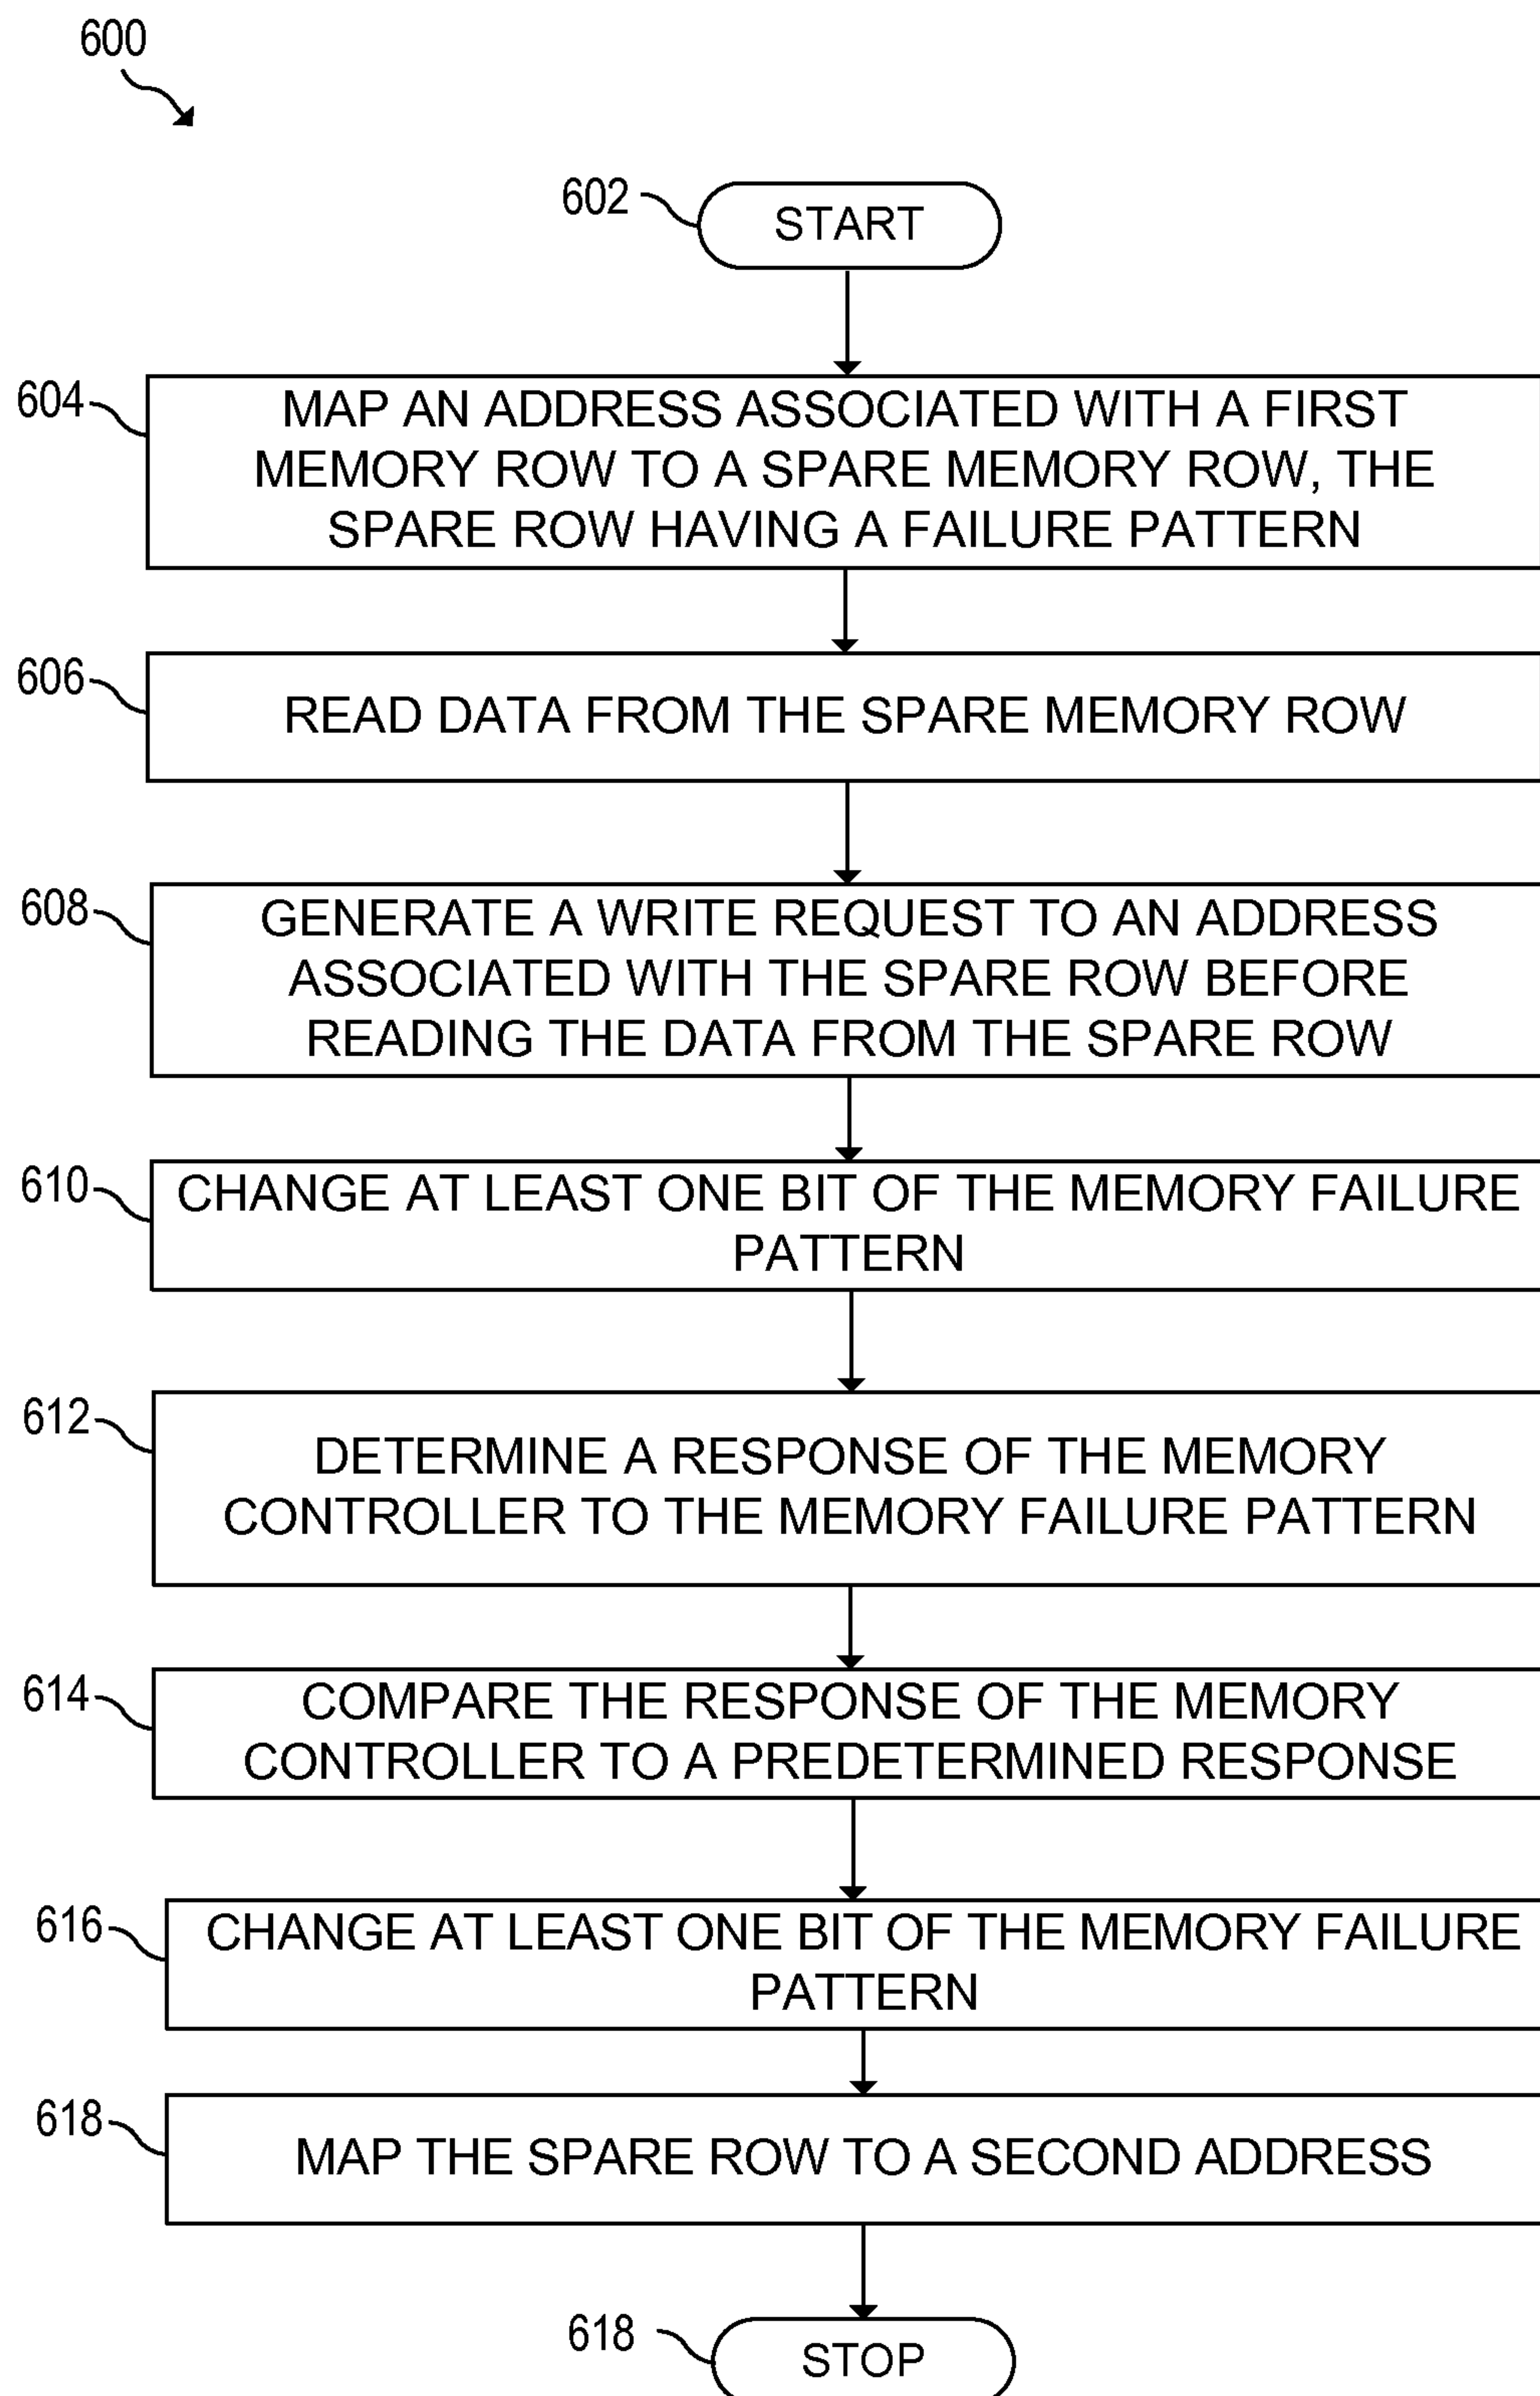 600
602
START
604
MAP AN ADDRESS ASSOCIATED WITH A FIRST
MEMORY ROW TO A SPARE MEMORY ROW, THE
SPARE ROW HAVING A FAILURE PATTERN
606
READ DATA FROM THE SPARE MEMORY ROW
608
GENERATE A WRITE REQUEST TO AN ADDRESS
ASSOCIATED WITH THE SPARE ROW BEFORE
READING THE DATA FROM THE SPARE ROW
610
CHANGE AT LEAST ONE BIT OF THE MEMORY FAILURE
PATTERN
612
DETERMINE A RESPONSE OF THE MEMORY
CONTROLLER TO THE MEMORY FAILURE PATTERN
614
COMPARE THE RESPONSE OF THE MEMORY
CONTROLLER TO A PREDETERMINED RESPONSE
616
CHANGE AT LEAST ONE BIT OF THE MEMORY FAILURE
PATTERN
618
MAP THE SPARE ROW TO A SECOND ADDRESS
618
STOP